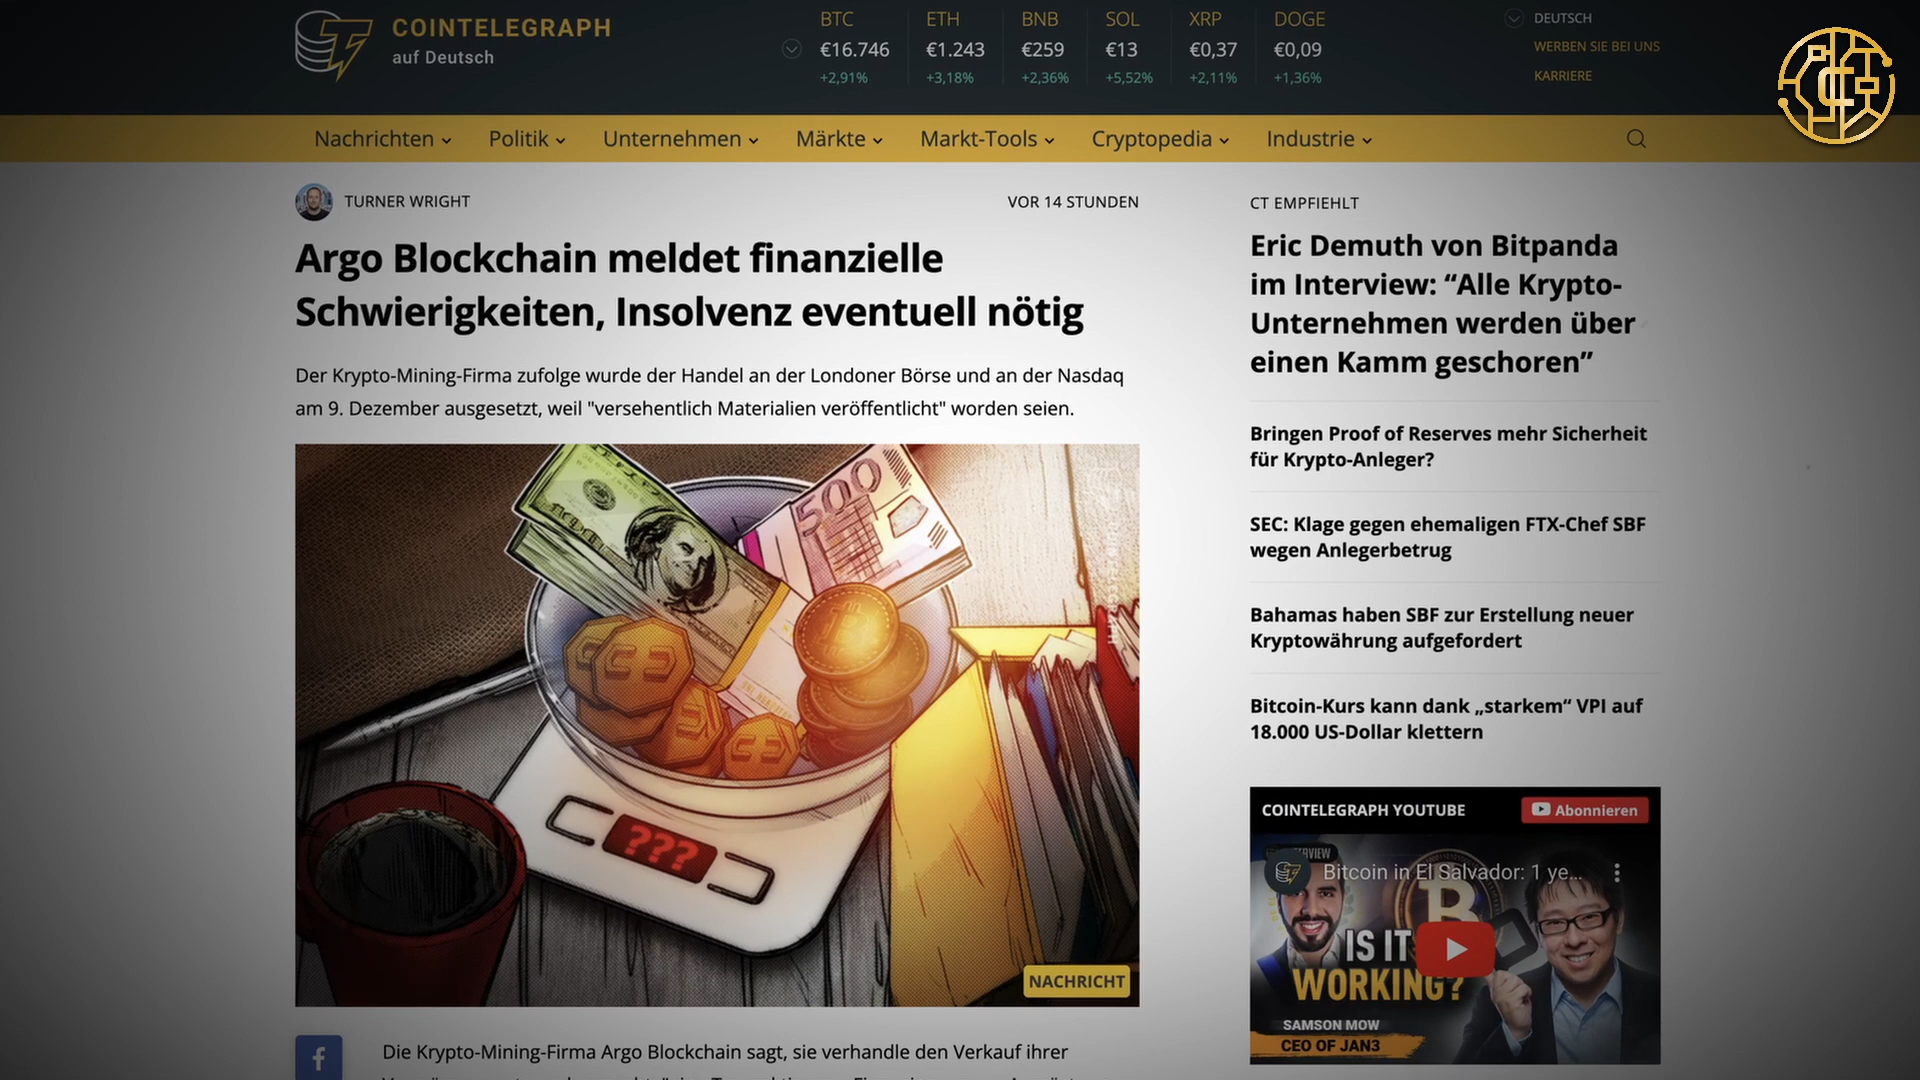 COINTELEGRAPH
auf Deutsch
BTC ETH BNB SOL XRP DOGE
€16.746 €1.243 €259 €13 €0,37 €0,09
+2,91% +3,18% +2,36% +5,52% +2,11% +1,36%
DEUTSCH
WERBEN SIE BEI UNS
KARRIERE
Nachrichten Politik Unternehmen Märkte Markt-Tools Cryptopedia Industrie
TURNER WRIGHT
VOR 14 STUNDEN
Argo Blockchain meldet finanzielle
Schwierigkeiten, Insolvenz eventuell nötig
Der Krypto-Mining-Firma zufolge wurde der Handel an der Londoner Börse und an der Nasdaq
am 9. Dezember ausgesetzt, weil "versehentlich Materialien veröffentlicht" worden seien.
500
???
NACHRICHT
Die Krypto-Mining-Firma Argo Blockchain sagt, sie verhandle den Verkauf ihrer
CT EMPFIEHLT
Eric Demuth von Bitpanda
im Interview: “Alle Krypto-
Unternehmen werden über
einen Kamm geschoren”
Bringen Proof of Reserves mehr Sicherheit
für Krypto-Anleger?
SEC: Klage gegen ehemaligen FTX-Chef SBF
wegen Anlegerbetrug
Bahamas haben SBF zur Erstellung neuer
Kryptowährung aufgefordert
Bitcoin-Kurs kann dank „starkem“ VPI auf
18.000 US-Dollar klettern
COINTELEGRAPH YOUTUBE
Abonnieren
Bitcoin in El Salvador: 1 ye...
IS IT
WORKING?
SAMSON MOW
CEO OF JAN3